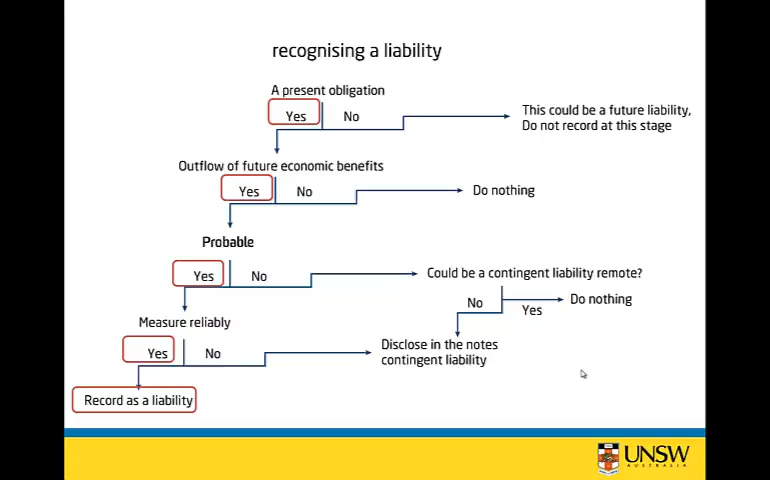 recognising a liability
A present obligation
Yes
No
This could be a future liability,
Do not record at this stage
Outflow of future economic benefits
Yes
No
Do nothing
Probable
Yes
No
Could be a contingent liability remote?
No
Yes
Do nothing
Measure reliably
Yes
No
Disclose in the notes
contingent liability
Record as a liability
UNSW
AUSTRALIA